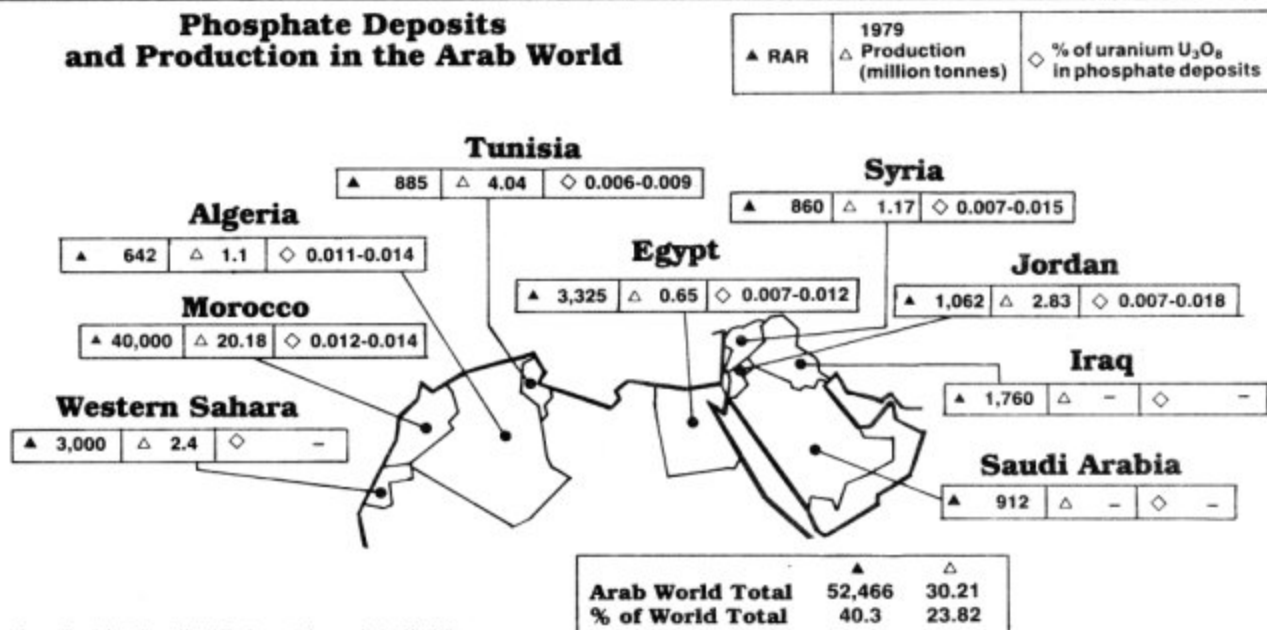 Phosphate Deposits
and Production in the Arab World
▲ RAR
1979
△ Production
(million tonnes)
◇ % of uranium U₃O₈
in phosphate deposits
Tunisia
▲ 885 △ 4.04 ◇ 0.006-0.009
Syria
▲ 860 △ 1.17 ◇ 0.007-0.015
Algeria
▲ 642 △ 1.1 ◇ 0.011-0.014
Egypt
▲ 3,325 △ 0.65 ◇ 0.007-0.012
Jordan
▲ 1,062 △ 2.83 ◇ 0.007-0.018
Morocco
▲ 40,000 △ 20.18 ◇ 0.012-0.014
Iraq
▲ 1,760 △ – ◇ –
Western Sahara
▲ 3,000 △ 2.4 ◇ –
Saudi Arabia
▲ 912 △ – ◇ –
▲ △
Arab World Total 52,466 30.21
% of World Total 40.3 23.82